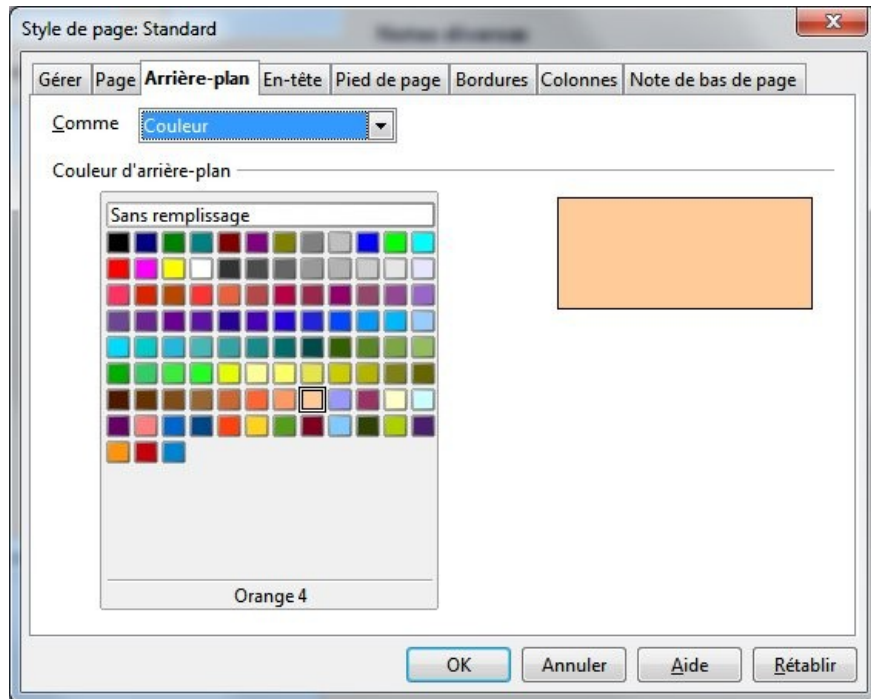 Style de page: Standard
Gérer Page Arrière-plan En-tête Pied de page Bordures Colonnes Note de bas de page
Comme Couleur
Couleur d'arrière-plan
Sans remplissage
Orange 4
OK Annuler Aide Rétablir